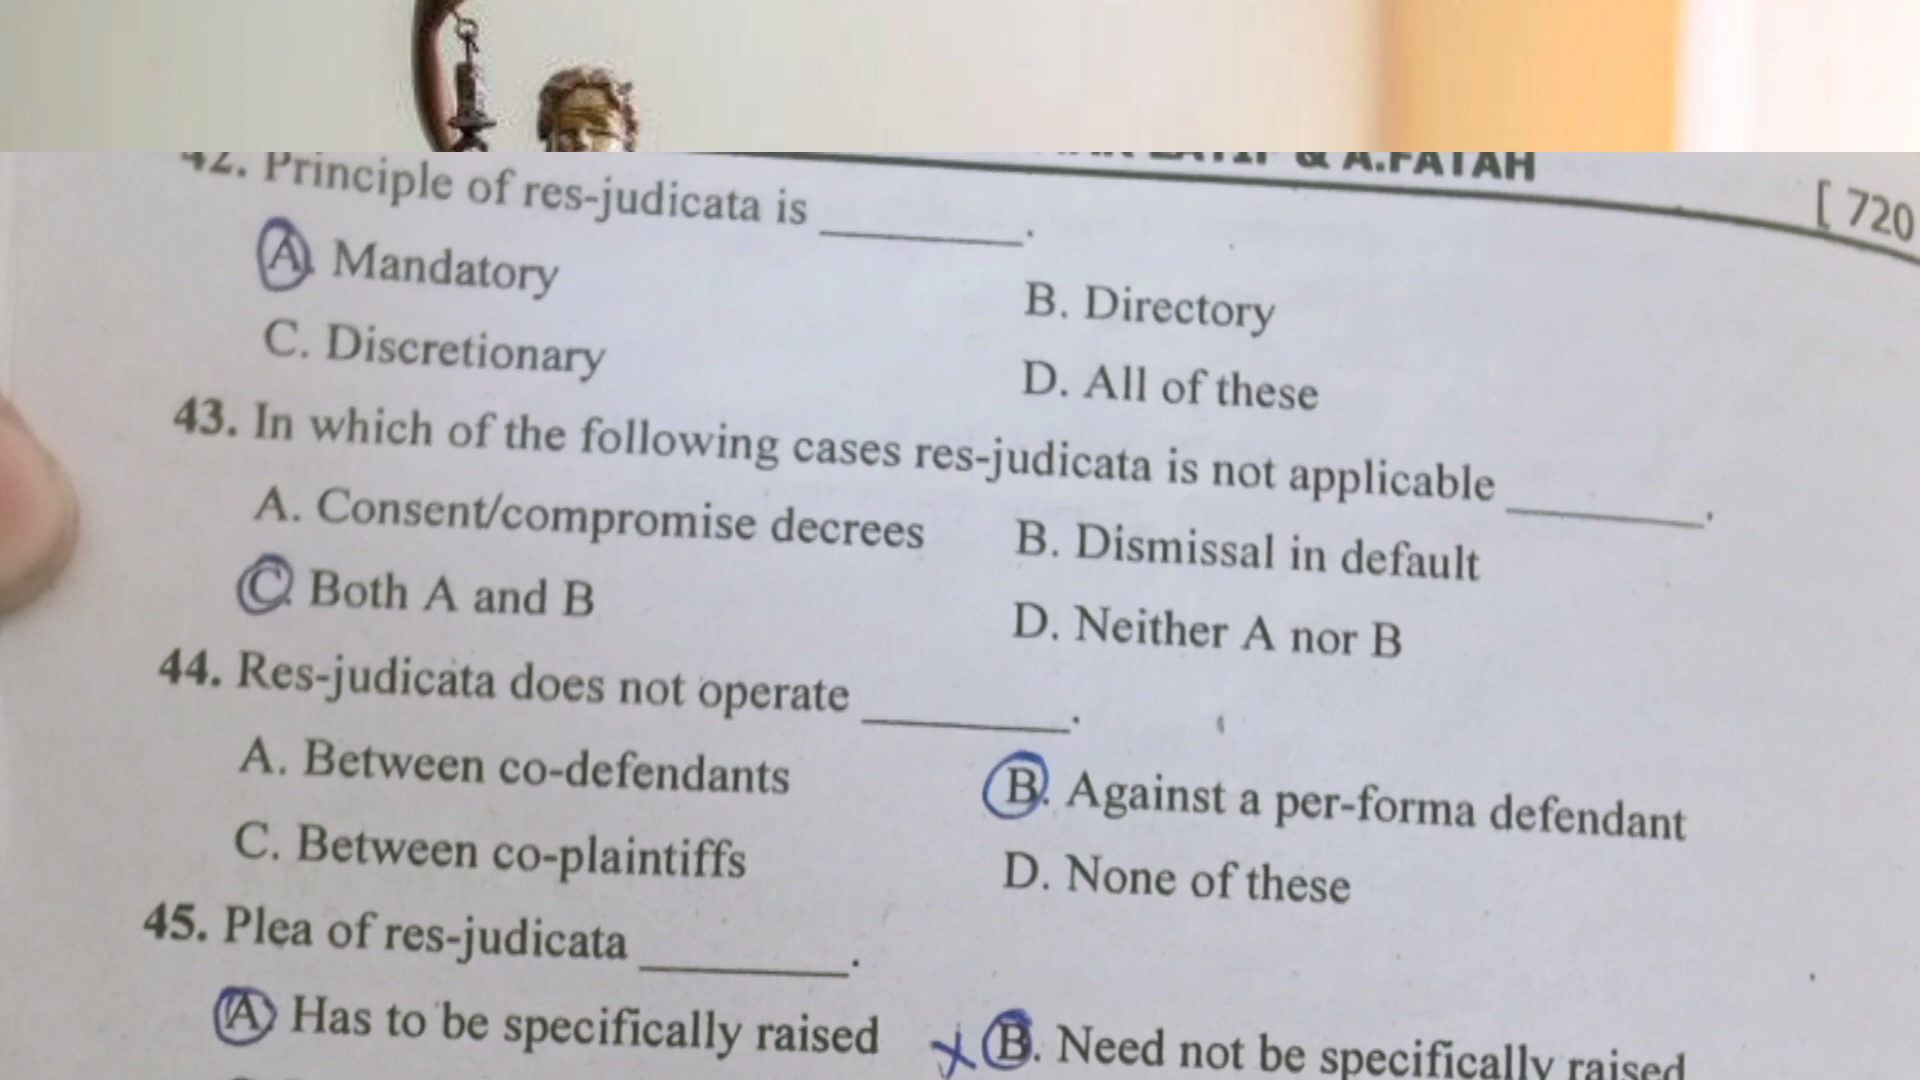 & A.FATAH
[ 720
42. Principle of res-judicata is ________.
A. Mandatory
B. Directory
C. Discretionary
D. All of these
43. In which of the following cases res-judicata is not applicable ________.
A. Consent/compromise decrees
B. Dismissal in default
C. Both A and B
D. Neither A nor B
44. Res-judicata does not operate ________.
A. Between co-defendants
B. Against a per-forma defendant
C. Between co-plaintiffs
D. None of these
45. Plea of res-judicata ________.
A. Has to be specifically raised
B. Need not be specifically raised